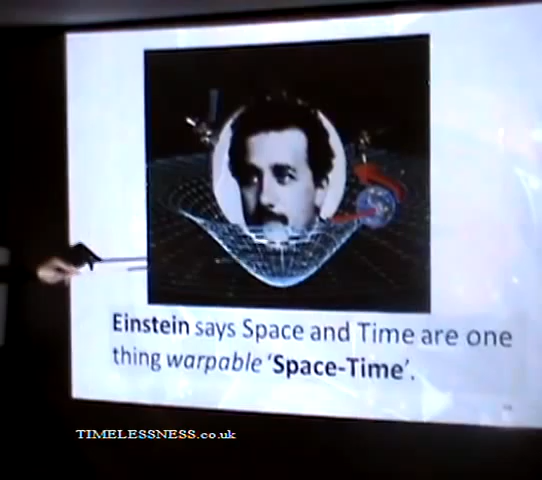 Einstein says Space and Time are one
thing warpable ‘Space-Time’.
TIMELESSNESS.co.uk